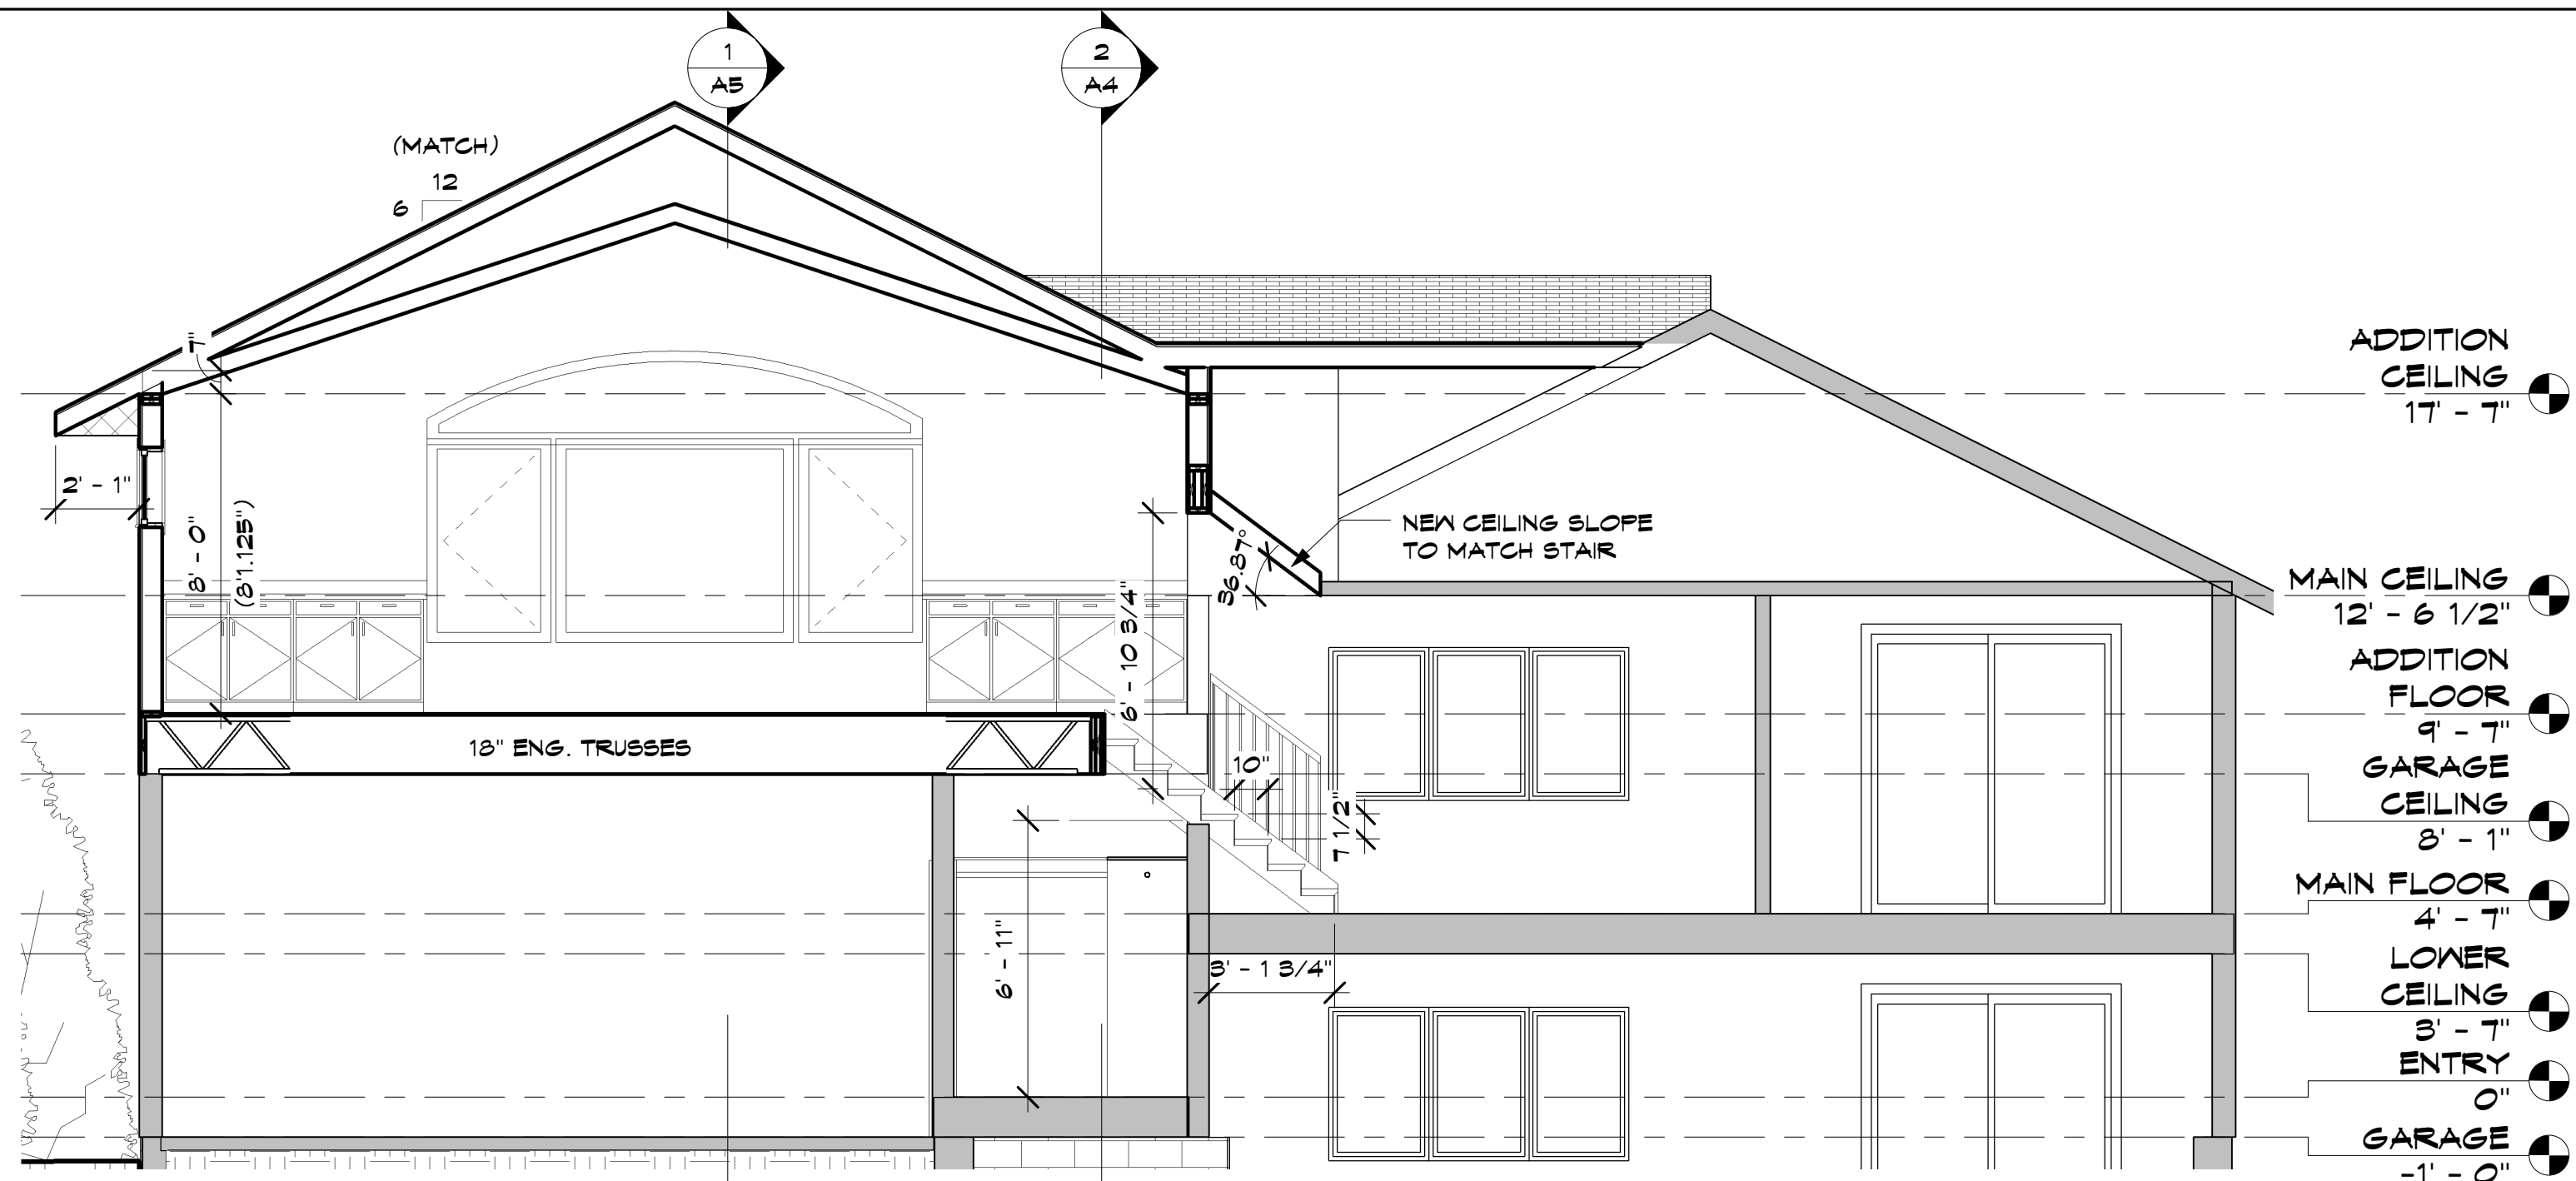 1
A5
2
A4
(MATCH)
12
6
7"
2' - 1"
8' - 0"
(8'1.125")
6' - 10 3/4"
36.87°
NEW CEILING SLOPE
TO MATCH STAIR
18" ENG. TRUSSES
10"
7 1/2"
6' - 11"
3' - 1 3/4"
ADDITION
CEILING
17' - 7"
MAIN CEILING
12' - 6 1/2"
ADDITION
FLOOR
9' - 7"
GARAGE
CEILING
8' - 1"
MAIN FLOOR
4' - 7"
LOWER
CEILING
3' - 7"
ENTRY
0"
GARAGE
-1' - 0"